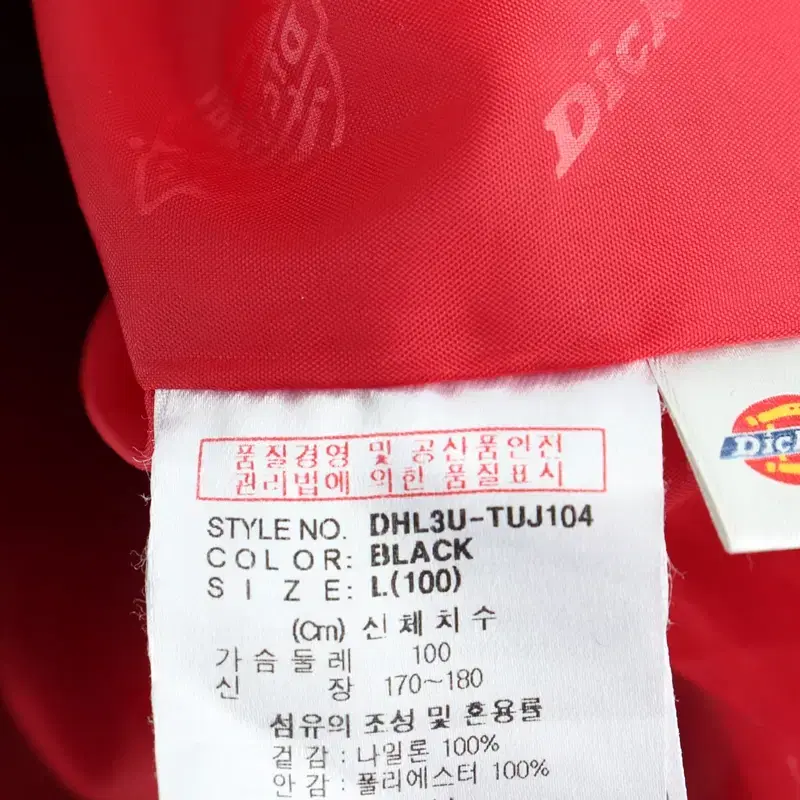 Dick
품질경영 및 공산품안전
관리법에 의한 품질표시
STYLE NO. DHL3U-TUJ104
COLOR: BLACK
SIZE: L(100)
(Cm) 신체치수
가슴둘레 100
신장 170~180
섬유의 조성 및 혼용률
겉감 : 나일론 100%
안감 : 폴리에스터 100%
Dick